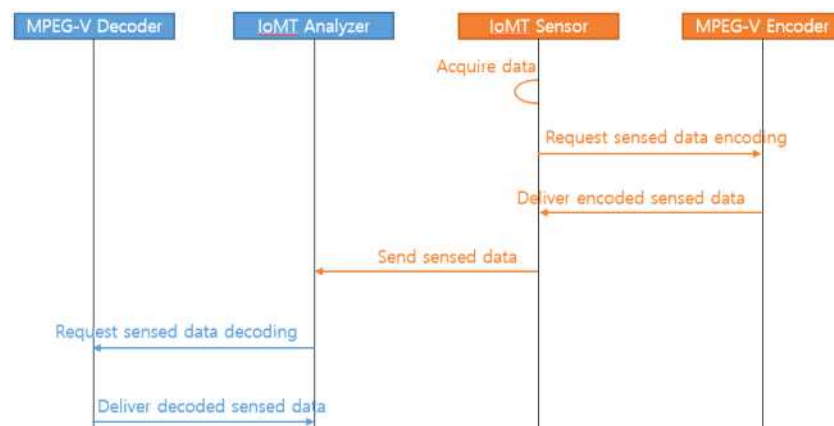 MPEG-V Decoder
IoMT Analyzer
IoMT Sensor
MPEG-V Encoder
Acquire data
Request sensed data encoding
Deliver encoded sensed data
Send sensed data
Request sensed data decoding
Deliver decoded sensed data